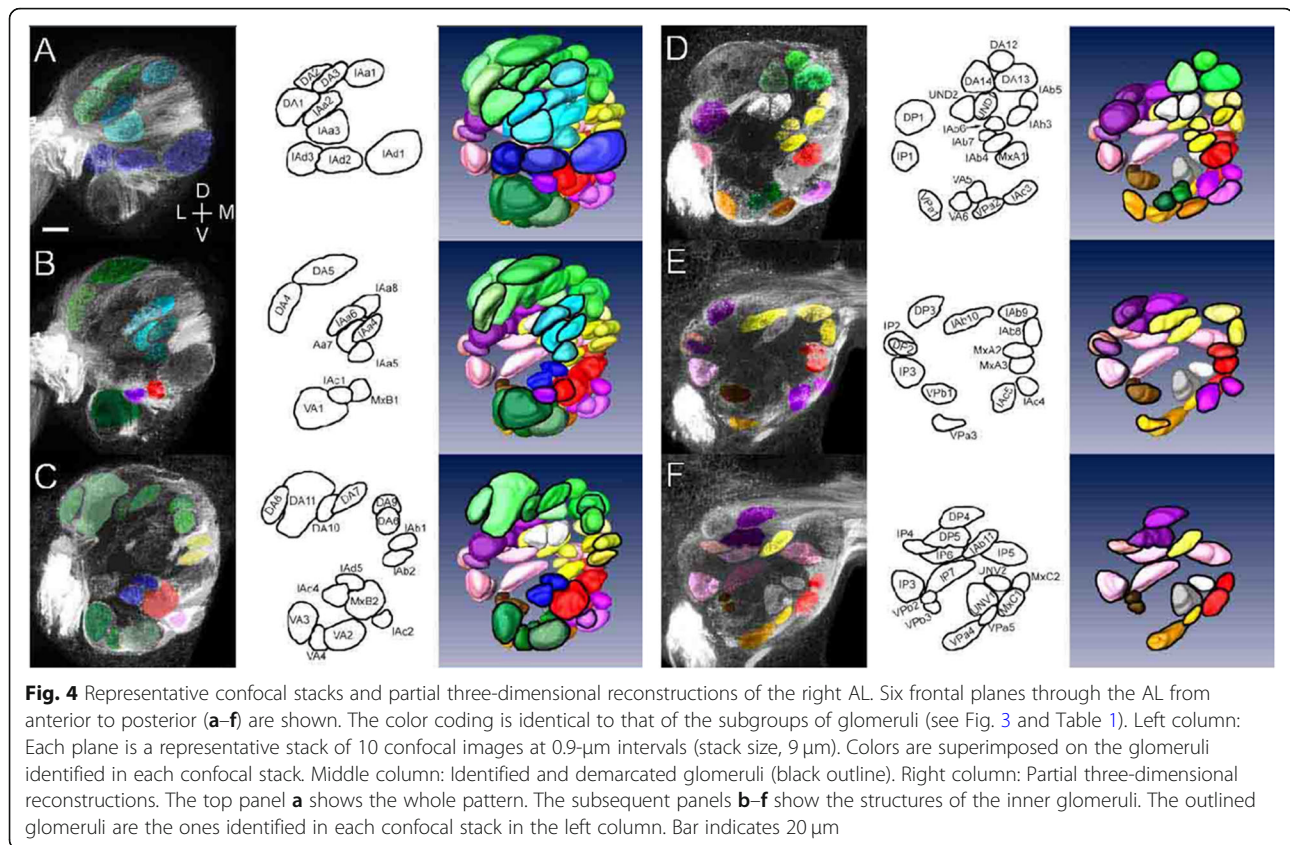 A
DA2
DA3
IAa1
DA1
IAa2
IAa3
IAd3
IAd2
IAd1
D
L M
V
B
DA5
DA4
IAa8
IAa6
IAa4
Aa7
IAa5
IAc1
MxB1
VA1
C
DA11
DA7
DA10
DA9
IAb1
IAb2
IAd5
IAd4
MxB2
VA3
VA2
IAc2
VA4
D
DA12
DA14
DA13
UND2
UND
IAb5
DP1
IAb6
IAb3
IAb7
IP1
IAb4
MxA1
VA5
VPa1
VA6
VPa2
IAc3
E
DP3
IAb10
IAb9
IP2
IAb8
MxA2
IP3
MxA3
VPb1
IAc5
IAc4
VPa3
F
DP4
IP4
DP5
IAb11
IP6
IP5
IP3
IP7
UNV2
MxC2
VPb2
UNV1
MxC1
VPb3
VPa4
VPa5
Fig. 4 Representative confocal stacks and partial three-dimensional reconstructions of the right AL. Six frontal planes through the AL from
anterior to posterior (a–f) are shown. The color coding is identical to that of the subgroups of glomeruli (see Fig. 3 and Table 1). Left column:
Each plane is a representative stack of 10 confocal images at 0.9-μm intervals (stack size, 9 μm). Colors are superimposed on the glomeruli
identified in each confocal stack. Middle column: Identified and demarcated glomeruli (black outline). Right column: Partial three-dimensional
reconstructions. The top panel a shows the whole pattern. The subsequent panels b–f show the structures of the inner glomeruli. The outlined
glomeruli are the ones identified in each confocal stack in the left column. Bar indicates 20 μm